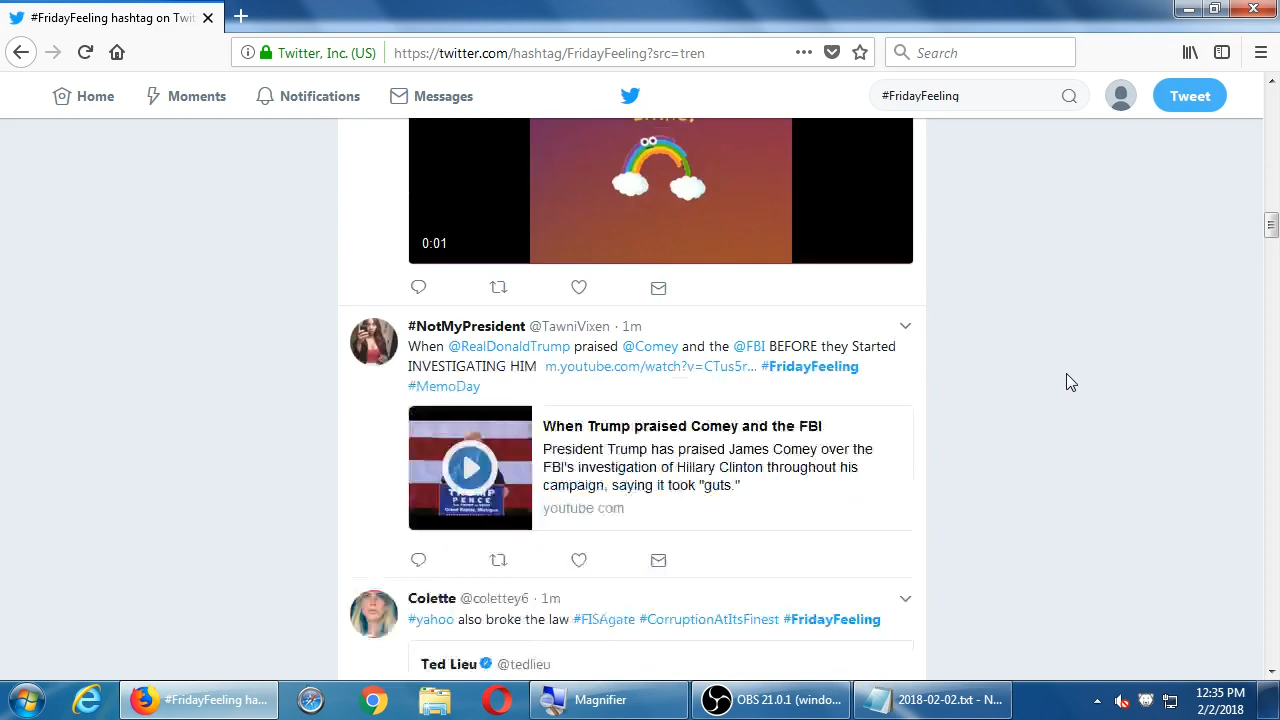 #FridayFeeling hashtag on Twit
Twitter, Inc. (US)
https://twitter.com/hashtag/FridayFeeling?src=tren
Search
Home
Moments
Notifications
Messages
#FridayFeeling
Tweet
0:01
#NotMyPresident @TawniVixen · 1m
When @RealDonaldTrump praised @Comey and the @FBI BEFORE they Started
INVESTIGATING HIM m.youtube.com/watch?v=CTus5r... #FridayFeeling
#MemoDay
When Trump praised Comey and the FBI
President Trump has praised James Comey over the
FBI's investigation of Hillary Clinton throughout his
campaign, saying it took "guts."
youtube.com
TRUMP
PENCE
Colette @colettey6 · 1m
#yahoo also broke the law #FISAgate #CorruptionAtItsFinest #FridayFeeling
Ted Lieu @tedlieu
#FridayFeeling ha...
Magnifier
OBS 21.0.1 (windo...
2018-02-02.txt - N...
12:35 PM
2/2/2018